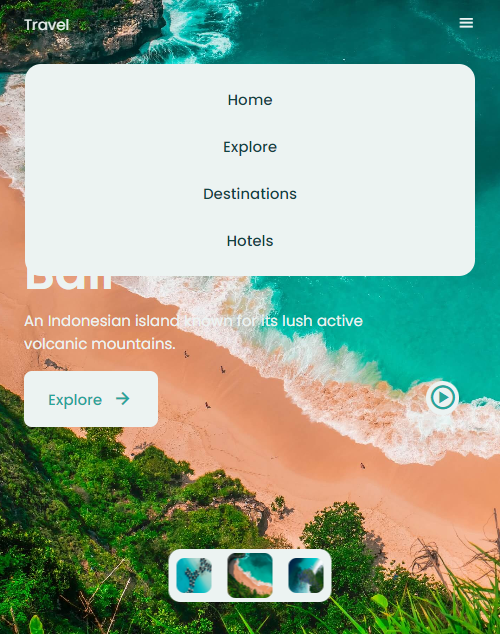 Travel
Home
Explore
Destinations
Hotels
Bali
An Indonesian island known for its lush active
volcanic mountains.
Explore